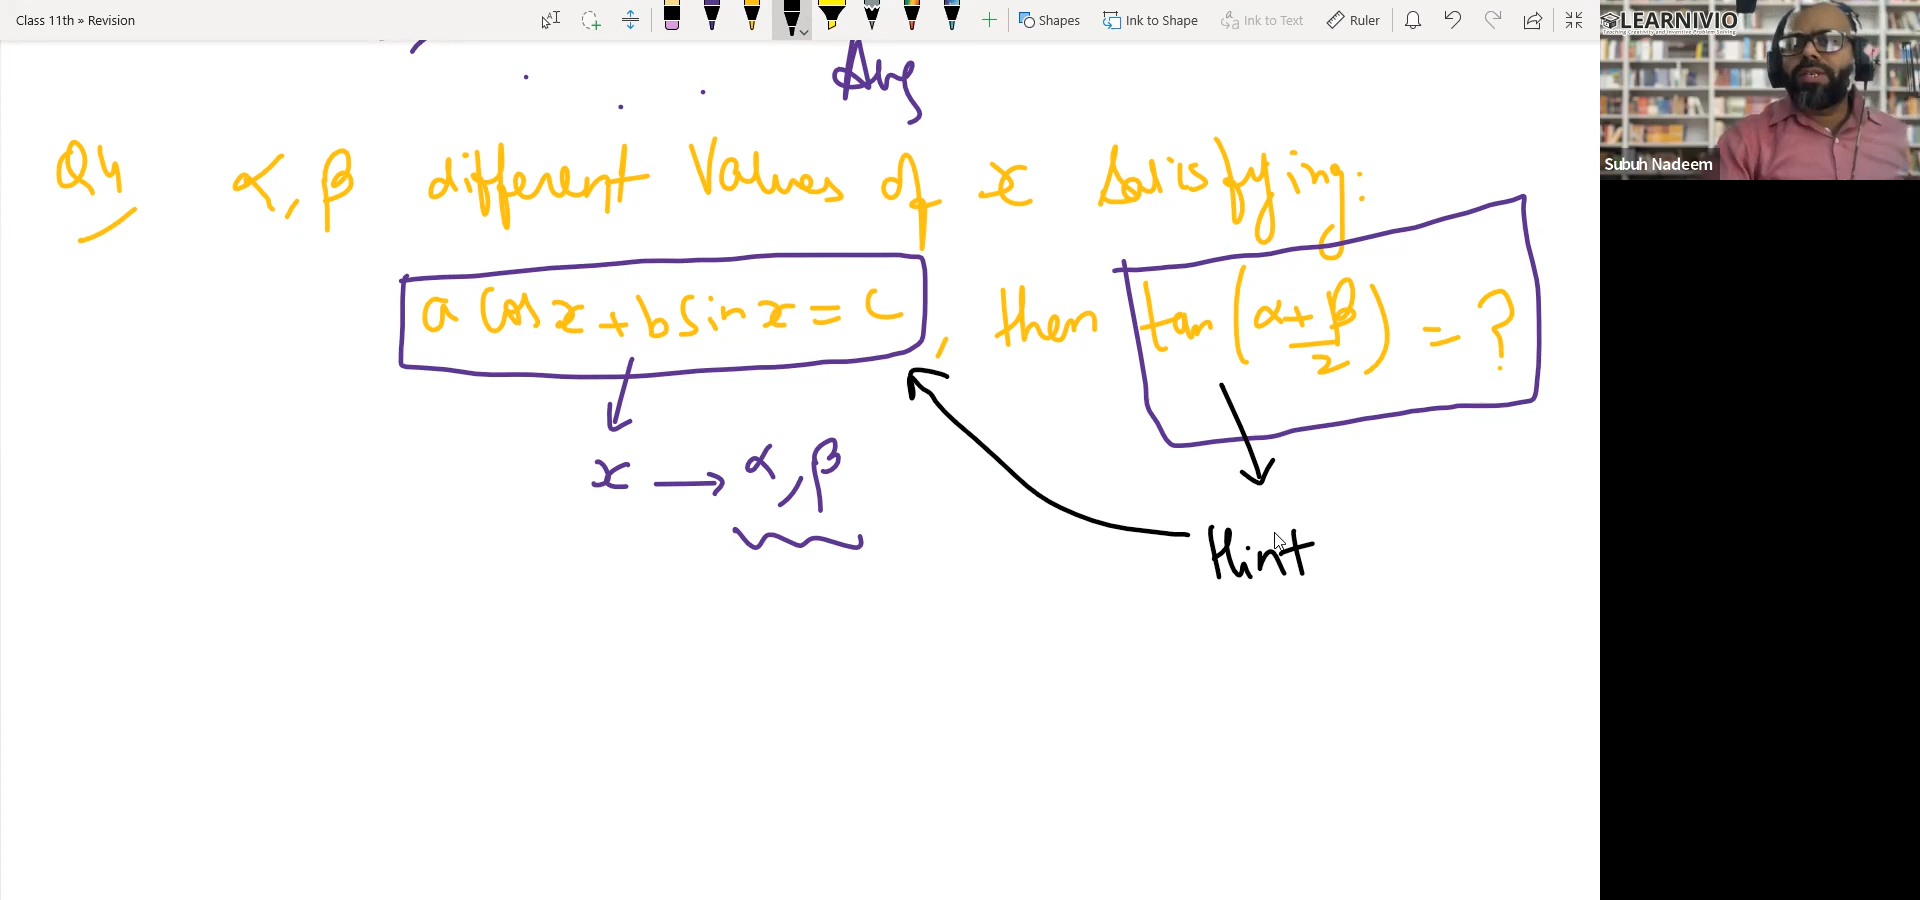 Class 11th » Revision
Shapes
Ink to Shape
Ink to Text
Ruler
LEARNIVIO
Subuh Nadeem
Ans
Q4 α, β different Values of x Satisfying:
a Cos x + b Sin x = C, then tan (α+β/2) = ?
x → α, β
Hint